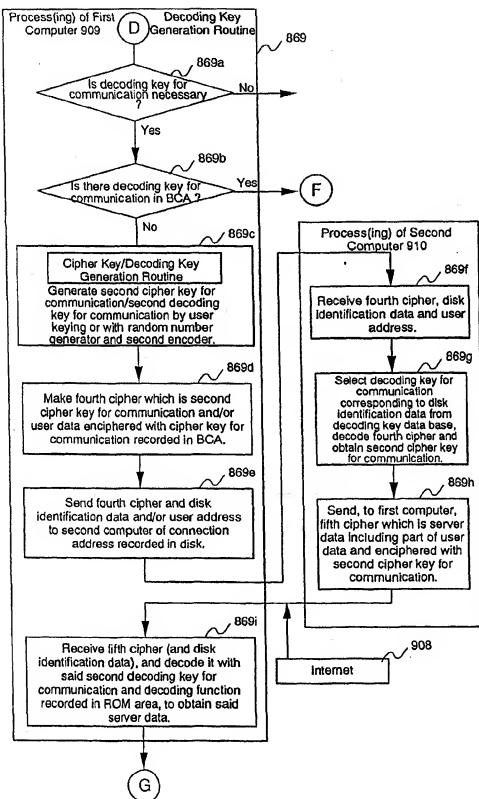 Process(ing) of First
Computer 909
D
Decoding Key
Generation Routine
869
869a
Is decoding key for
communication necessary
?
No
Yes
869b
Is there decoding key for
communication in BCA ?
Yes
F
No
869c
Cipher Key/Decoding Key
Generation Routine
Generate second cipher key for
communication/second decoding
key for communication by user
keying or with random number
generator and second encoder.
869d
Make fourth cipher which is second
cipher key for communication and/or
user data enciphered with cipher key for
communication recorded in BCA.
869e
Send fourth cipher and disk
identification data and/or user address
to second computer of connection
address recorded in disk.
Process(ing) of Second
Computer 910
869f
Receive fourth cipher, disk
identification data and user
address.
869g
Select decoding key for
communication
corresponding to disk
identification data from
decoding key data base,
decode fourth cipher and
obtain second cipher key
for communication.
869h
Send, to first computer,
fifth cipher which is server
data including part of user
data and enciphered with
second cipher key for
communication.
908
Internet
869i
Receive fifth cipher (and disk
identification data), and decode it with
said second decoding key for
communication and decoding function
recorded in ROM area, to obtain said
server data.
G